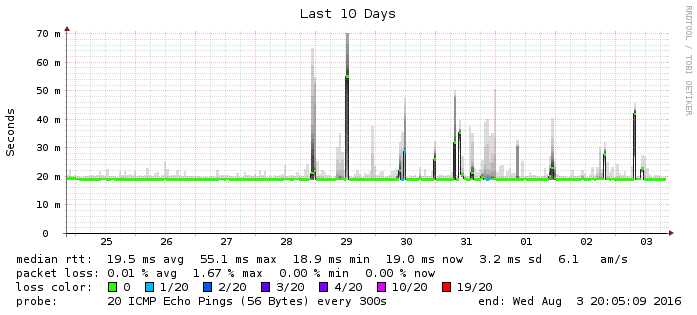 Last 10 Days
RRDTOOL / TOBI OETIKER
Seconds
70 m
60 m
50 m
40 m
30 m
20 m
10 m
0
25 26 27 28 29 30 31 01 02 03
median rtt: 19.5 ms avg 55.1 ms max 18.9 ms min 19.0 ms now 3.2 ms sd 6.1 am/s
packet loss: 0.01 % avg 1.67 % max 0.00 % min 0.00 % now
loss color: 0 1/20 2/20 3/20 4/20 10/20 19/20
probe: 20 ICMP Echo Pings (56 Bytes) every 300s end: Wed Aug 3 20:05:09 2016